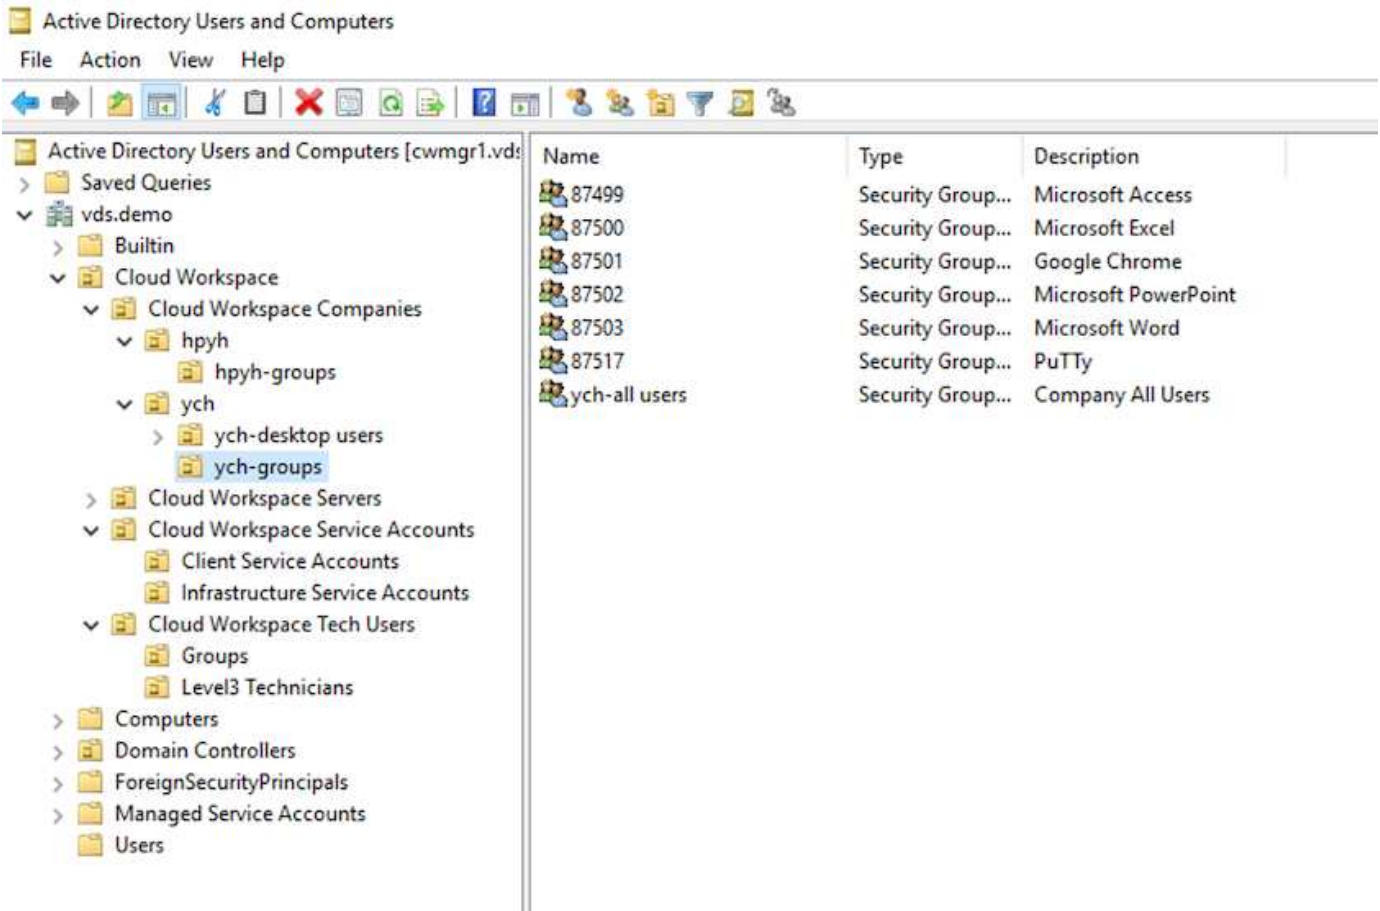 Active Directory Users and Computers
File Action View Help
Active Directory Users and Computers [cwmgr1.vds
Saved Queries
vds.demo
Builtin
Cloud Workspace
Cloud Workspace Companies
hpyh
hpyh-groups
ych
ych-desktop users
ych-groups
Cloud Workspace Servers
Cloud Workspace Service Accounts
Client Service Accounts
Infrastructure Service Accounts
Cloud Workspace Tech Users
Groups
Level3 Technicians
Computers
Domain Controllers
ForeignSecurityPrincipals
Managed Service Accounts
Users
Name Type Description
87499 Security Group... Microsoft Access
87500 Security Group... Microsoft Excel
87501 Security Group... Google Chrome
87502 Security Group... Microsoft PowerPoint
87503 Security Group... Microsoft Word
87517 Security Group... PuTTy
ych-all users Security Group... Company All Users